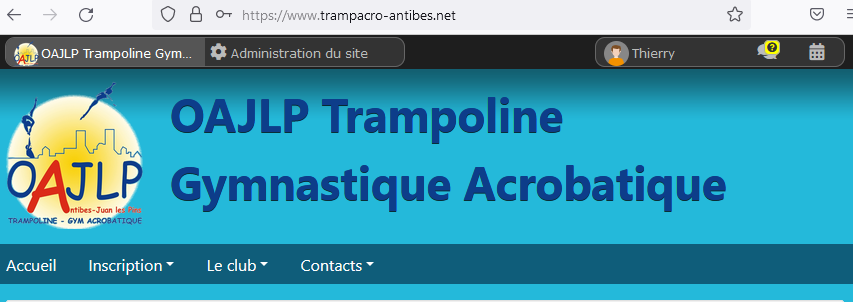 https://www.trampacro-antibes.net
OAJLP Trampoline Gym...
Administration du site
Thierry
?
OAJLP Trampoline
Gymnastique Acrobatique
OAJLP
Antibes-Juan les Pins
TRAMPOLINE - GYM ACROBATIQUE
Accueil
Inscription
Le club
Contacts